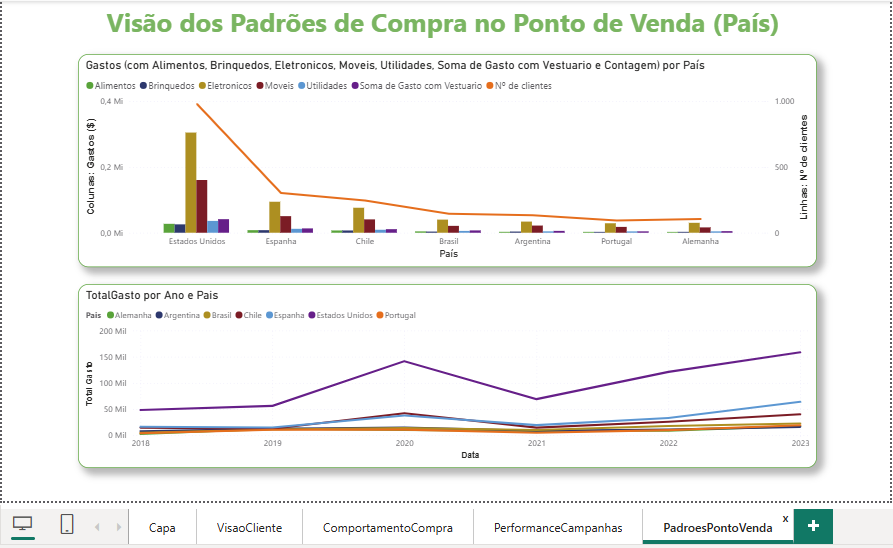 Visão dos Padrões de Compra no Ponto de Venda (País)
Gastos (com Alimentos, Brinquedos, Eletronicos, Moveis, Utilidades, Soma de Gasto com Vestuario e Contagem) por País
Alimentos Brinquedos Eletronicos Moveis Utilidades Soma de Gasto com Vestuario Nº de clientes
Colunas: Gastos ($)
0,4 Mi
0,2 Mi
0,0 Mi
1.000
500
0
Linhas: Nº de clientes
Estados Unidos Espanha Chile Brasil Argentina Portugal Alemanha
País
TotalGasto por Ano e Pais
Pais Alemanha Argentina Brasil Chile Espanha Estados Unidos Portugal
Total Gasto
200 Mil
150 Mil
100 Mil
50 Mil
0 Mil
2018 2019 2020 2021 2022 2023
Data
Capa VisaoCliente ComportamentoCompra PerformanceCampanhas PadroesPontoVenda x +